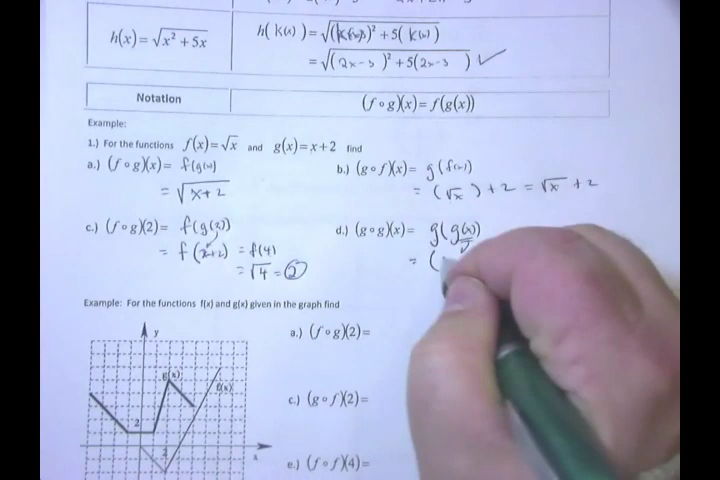 h(x) = √(x² + 5x) h(k(x)) = √((k(x))² + 5(k(x))
= √((2x-3)² + 5(2x-3) ✓
Notation (f∘g)(x) = f(g(x))
Example:
1.) For the functions f(x) = √x and g(x) = x + 2 find
a.) (f∘g)(x) = f(g(x)) b.) (g∘f)(x) = g(f(x))
= √(x+2) = (√x) + 2 = √x + 2
c.) (f∘g)(2) = f(g(2)) d.) (g∘g)(x) = g(g(x))
= f(2+2) = f(4) = (
= √4 = 2
Example: For the functions f(x) and g(x) given in the graph find
y a.) (f∘g)(2) =
g(x)
f(x) c.) (g∘f)(2) =
2
x
2 e.) (f∘f)(4) =